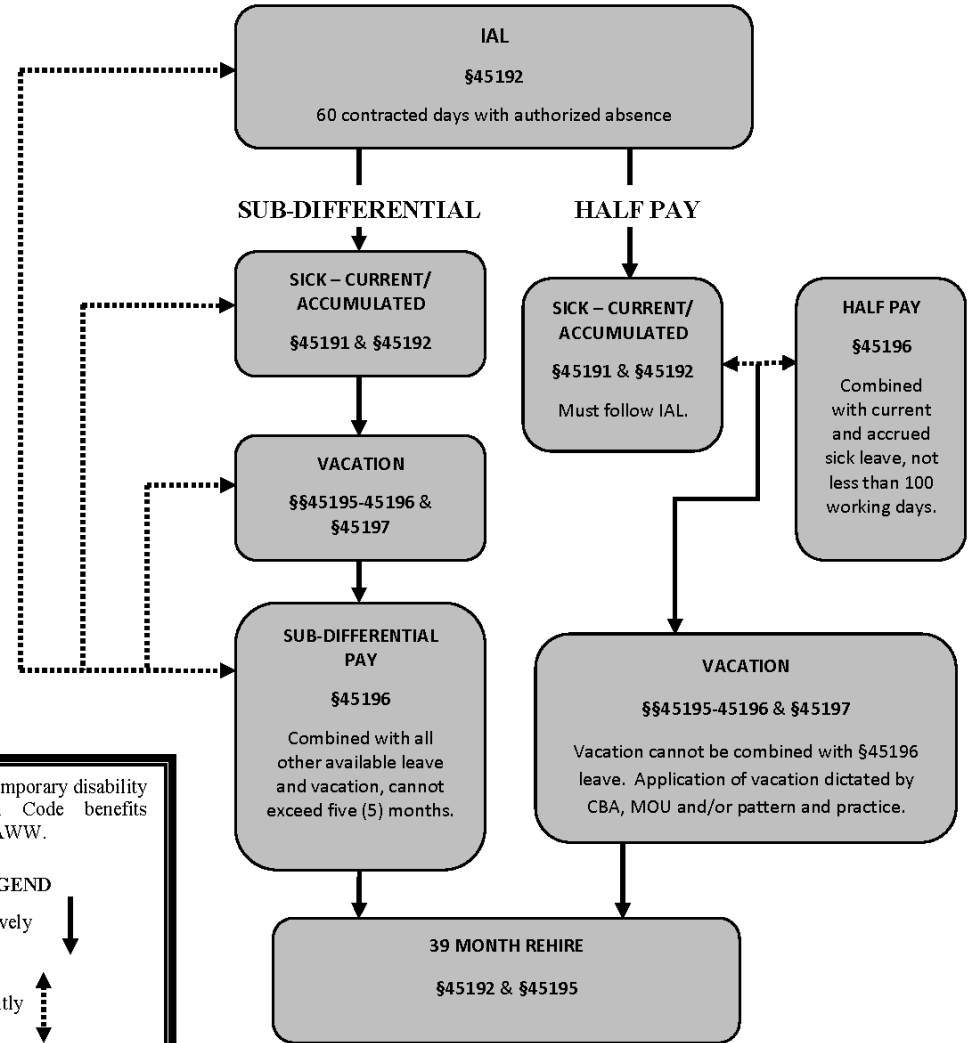 IAL
§45192
60 contracted days with authorized absence
SUB-DIFFERENTIAL
HALF PAY
SICK – CURRENT/
ACCUMULATED
§45191 & §45192
SICK – CURRENT/
ACCUMULATED
§45191 & §45192
Must follow IAL.
HALF PAY
§45196
Combined
with current
and accrued
sick leave, not
less than 100
working days.
VACATION
§§45195-45196 &
§45197
SUB-DIFFERENTIAL
PAY
§45196
Combined with all
other available leave
and vacation, cannot
exceed five (5) months.
VACATION
§§45195-45196 & §45197
Vacation cannot be combined with §45196
leave. Application of vacation dictated by
CBA, MOU and/or pattern and practice.
disability
Code benefits
39 MONTH REHIRE
§45192 & §45195